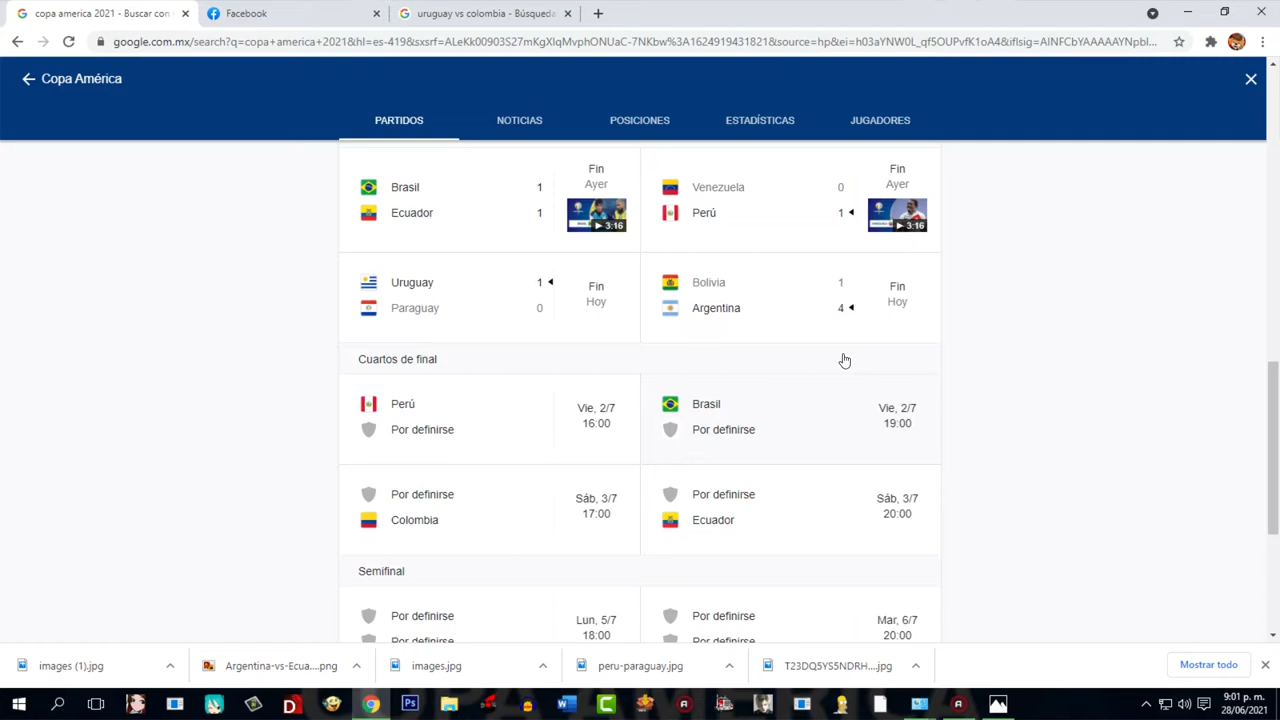 copa america 2021 - Buscar con
Facebook
uruguay vs colombia - Búsqueda
google.com.mx/search?q=copa+america+2021&hl=es-419&sxsrf=ALeKk00903S27mKgXlqMvphONUaC-7NKbw%3A1624919431821&source=hp&ei=h03aYNW0L_qf5OUPvfK1oA4&iflsig=AINFCbYAAAAAYNpbl...
Copa América
PARTIDOS NOTICIAS POSICIONES ESTADÍSTICAS JUGADORES
Brasil 1
Ecuador 1
Fin
Ayer
3:16
Venezuela 0
Perú 1
Fin
Ayer
3:16
Uruguay 1
Paraguay 0
Fin
Hoy
Bolivia 1
Argentina 4
Fin
Hoy
Cuartos de final
Perú
Por definirse
Vie, 2/7
16:00
Brasil
Por definirse
Vie, 2/7
19:00
Por definirse
Colombia
Sáb, 3/7
17:00
Por definirse
Ecuador
Sáb, 3/7
20:00
Semifinal
Por definirse
Por definirse
Lun, 5/7
18:00
Por definirse
Por definirse
Mar, 6/7
20:00
images (1).jpg
Argentina-vs-Ecua....png
images.jpg
peru-paraguay.jpg
T23DQ5YS5NDRH....jpg
Mostrar todo
9:01 p. m.
28/06/2021